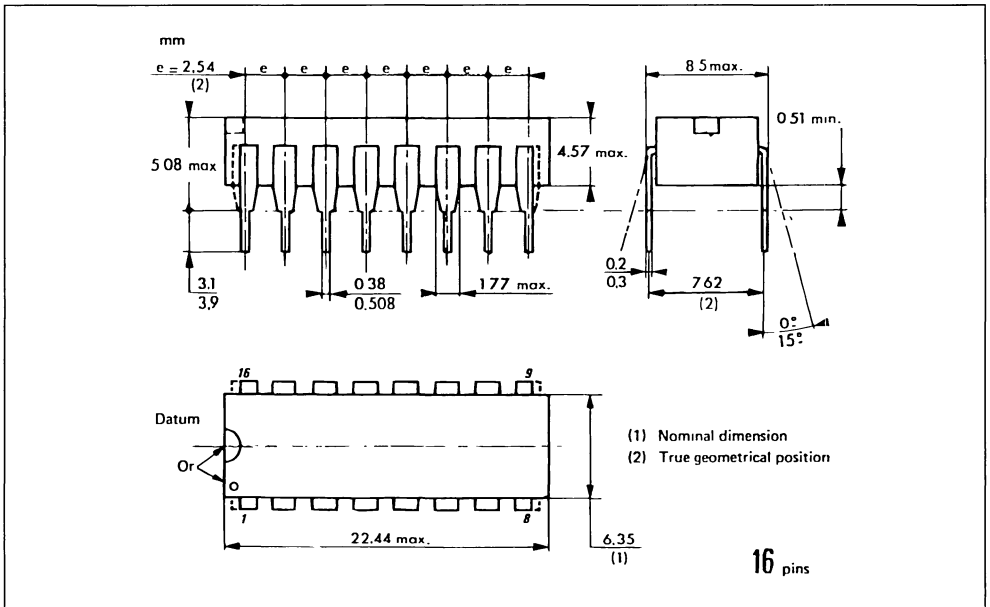 mm
e = 2.54
(2)
e e e e e e e
8 5 max.
0 51 min.
5 08 max
4.57 max.
3.1
3.9
0 38
0.508
1 77 max.
0.2
0.3
7 62
(2)
0°
15°
16 9
Datum
Or
1 8
22.44 max.
6.35
(1)
(1) Nominal dimension
(2) True geometrical position
16 pins